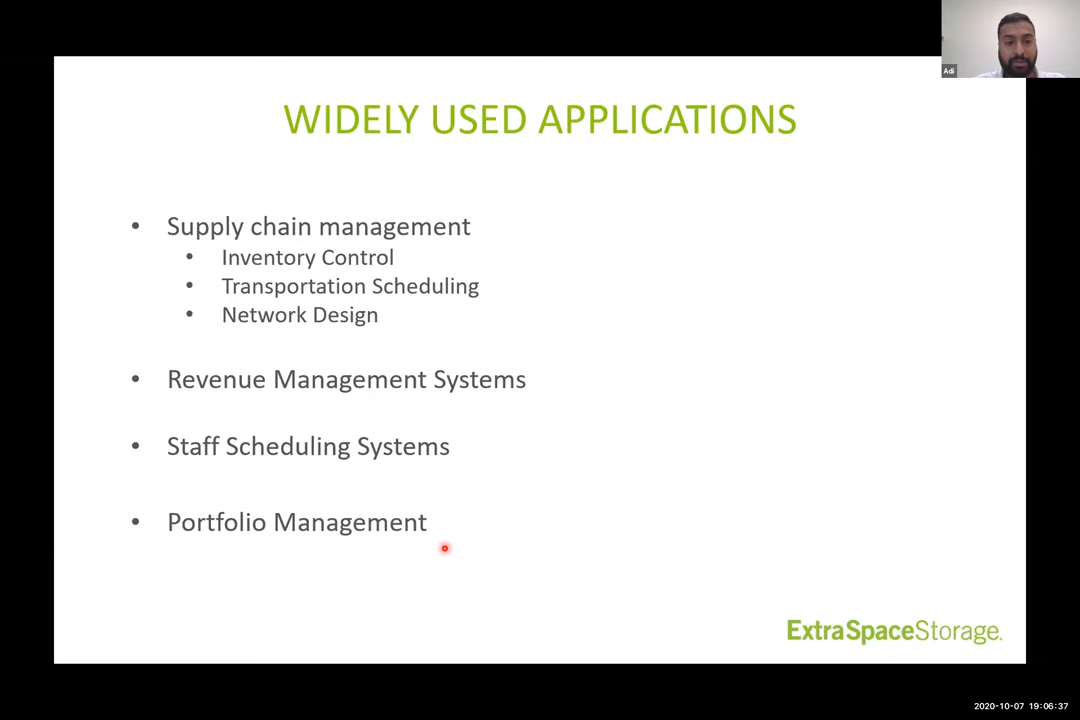 Adi
WIDELY USED APPLICATIONS
• Supply chain management
• Inventory Control
• Transportation Scheduling
• Network Design
• Revenue Management Systems
• Staff Scheduling Systems
• Portfolio Management
ExtraSpaceStorage.
2020-10-07 19:06:37